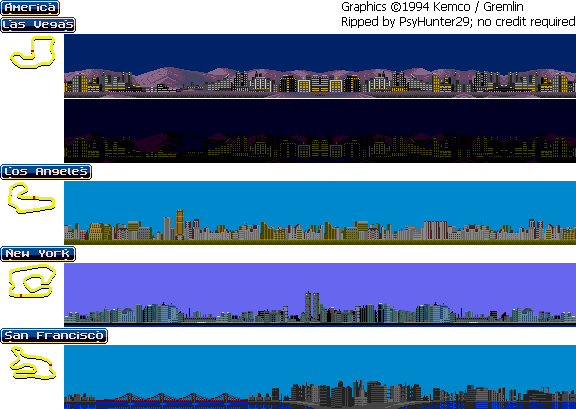 America
Graphics ©1994 Kemco / Gremlin
Las Vegas
Ripped by PsyHunter29; no credit required
Los Angeles
New York
San Francisco